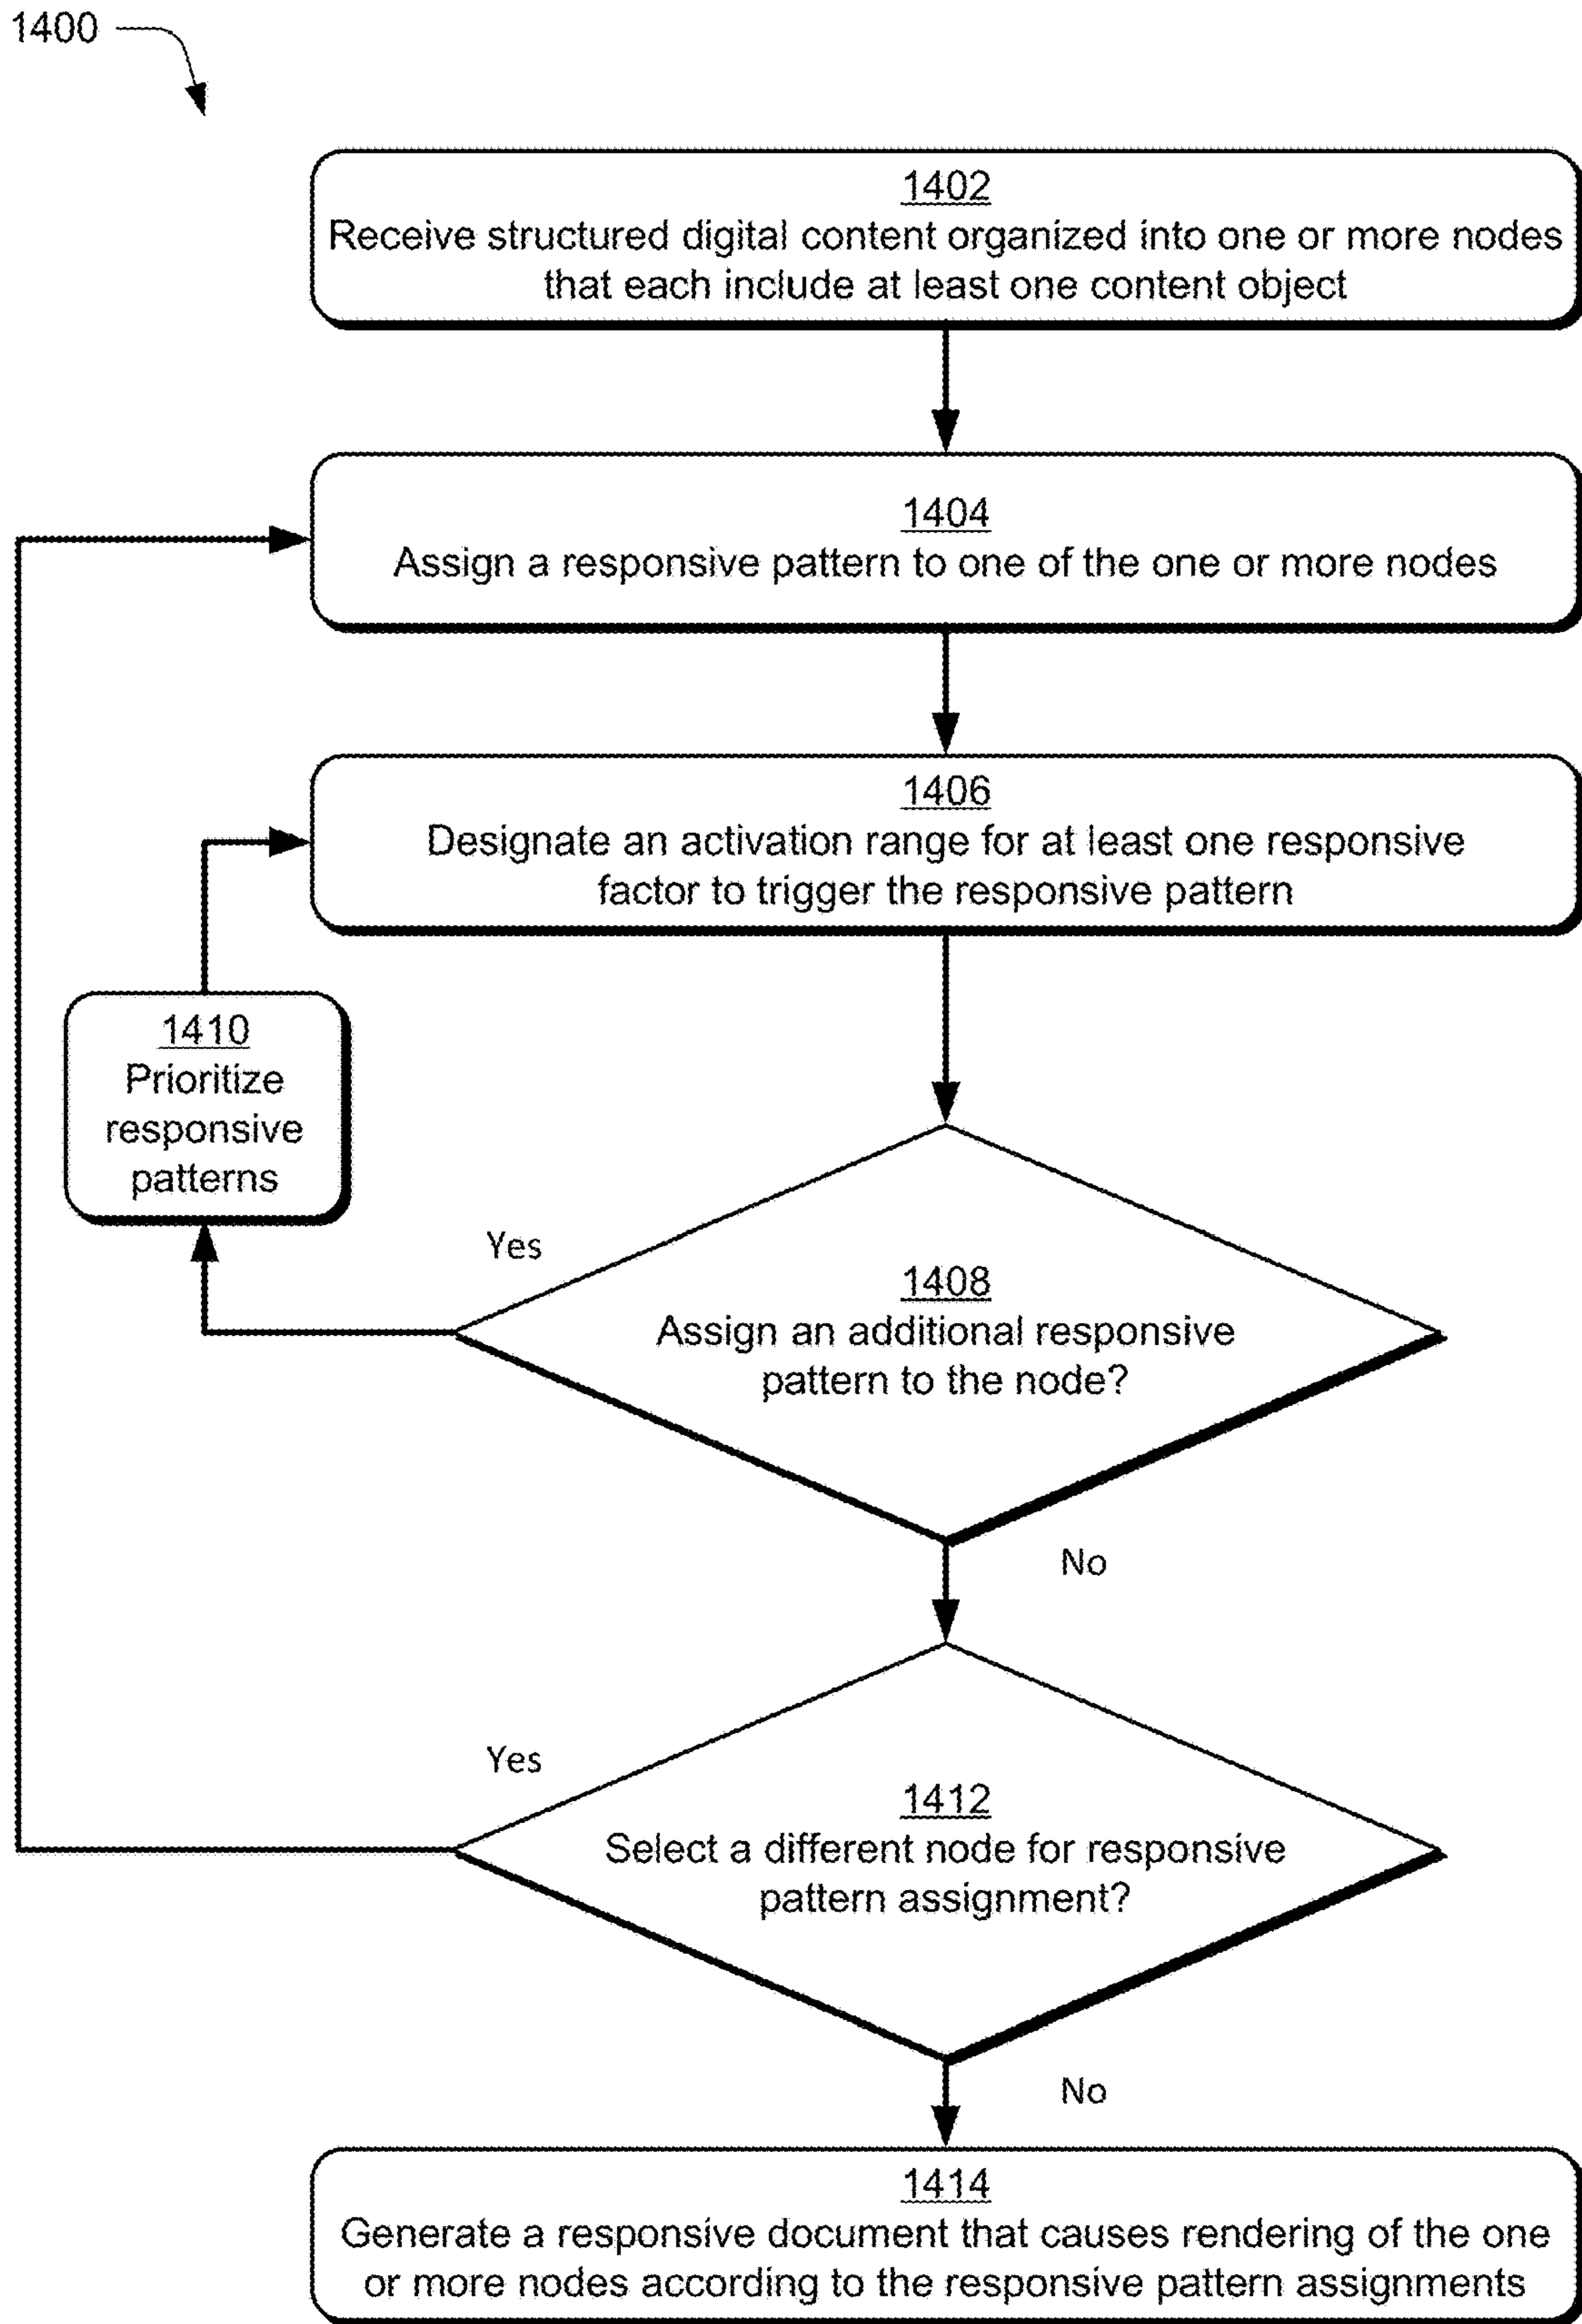 1400
1402
Receive structured digital content organized into one or more nodes
that each include at least one content object
1404
Assign a responsive pattern to one of the one or more nodes
1406
Designate an activation range for at least one responsive
factor to trigger the responsive pattern
1410
Prioritize
responsive
patterns
Yes
1408
Assign an additional responsive
pattern to the node?
No
Yes
1412
Select a different node for responsive
pattern assignment?
No
1414
Generate a responsive document that causes rendering of the one
or more nodes according to the responsive pattern assignments